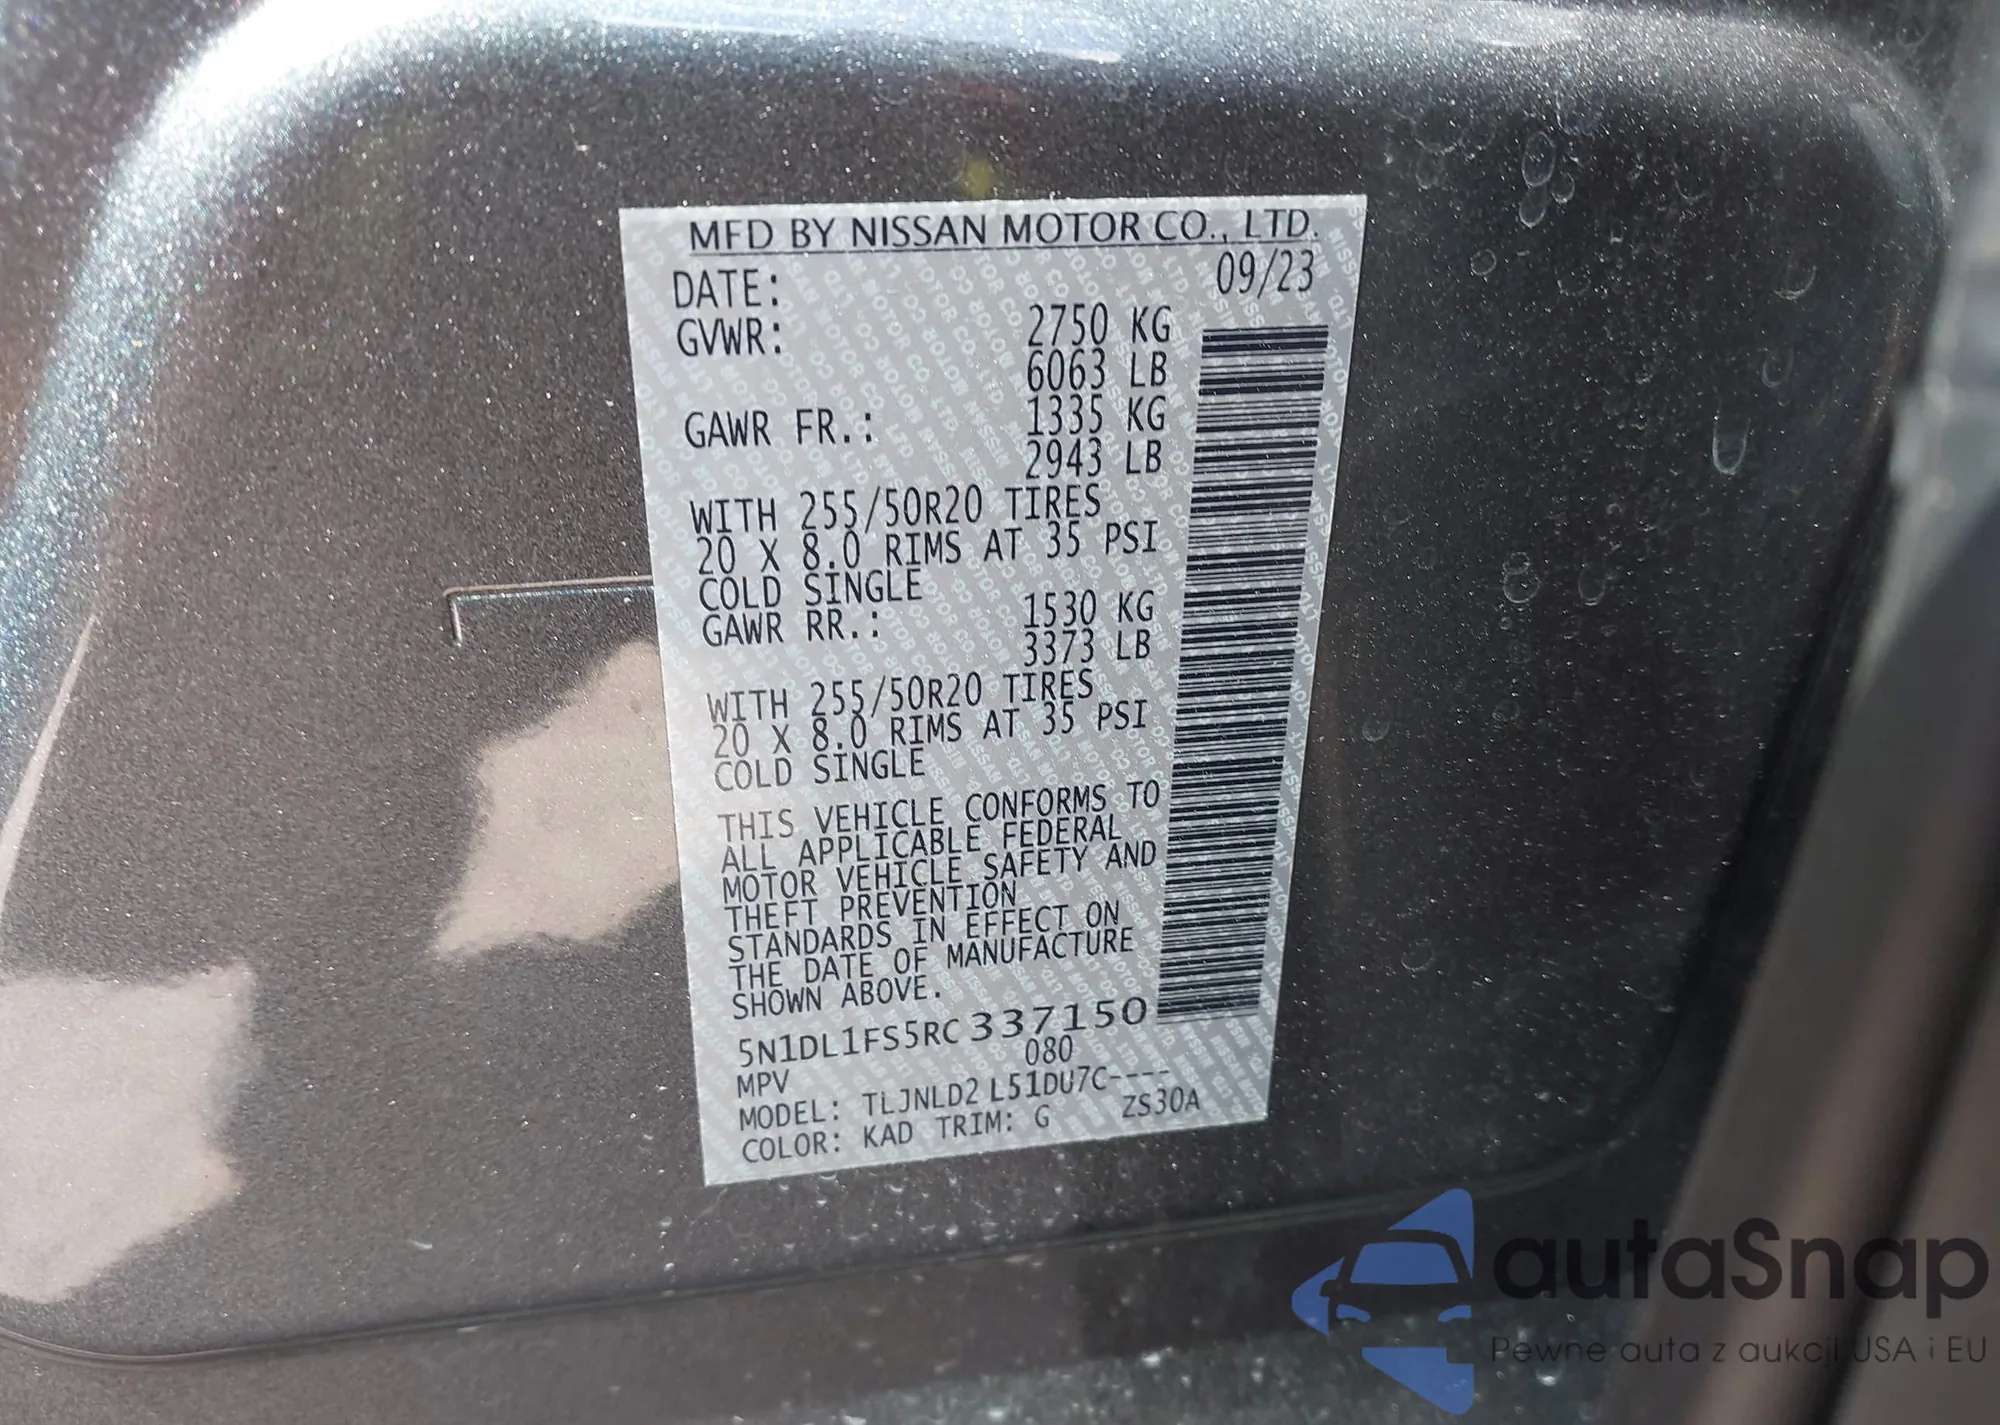 MFD BY NISSAN MOTOR CO., LTD.
DATE: 09/23
GVWR: 2750 KG
6063 LB
GAWR FR.: 1335 KG
2943 LB
WITH 255/50R20 TIRES
20 X 8.0 RIMS AT 35 PSI
COLD SINGLE
GAWR RR.: 1530 KG
3373 LB
WITH 255/50R20 TIRES
20 X 8.0 RIMS AT 35 PSI
COLD SINGLE
THIS VEHICLE CONFORMS TO
ALL APPLICABLE FEDERAL
MOTOR VEHICLE SAFETY AND
THEFT PREVENTION
STANDARDS IN EFFECT ON
THE DATE OF MANUFACTURE
SHOWN ABOVE.
5N1DL1FS5RC337150
MPV 080
MODEL: TLJNLD2 L51DU7C----
COLOR: KAD TRIM: G ZS30A
autaSnap
Pewne auta z aukcji USA i EU